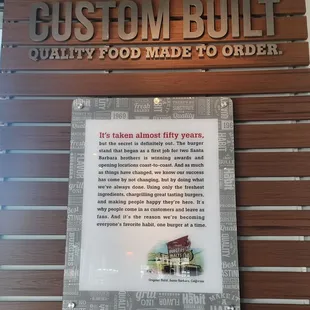 CUSTOM BUILT
QUALITY FOOD MADE TO ORDER.
It's taken almost fifty years,
but the secret is definitely out. The burger
stand that began as a first job for two Santa
Barbara brothers is winning awards and
opening locations coast-to-coast. And as much
as things have changed, we know our success
has come by not changing, but by doing what
we've always done. Using only the freshest
ingredients, chargrilling great tasting burgers,
and making people happy they're here. It's
why people come in as customers and leave as
fans. And it's the reason we're becoming
everyone's favorite habit, one burger at a time.